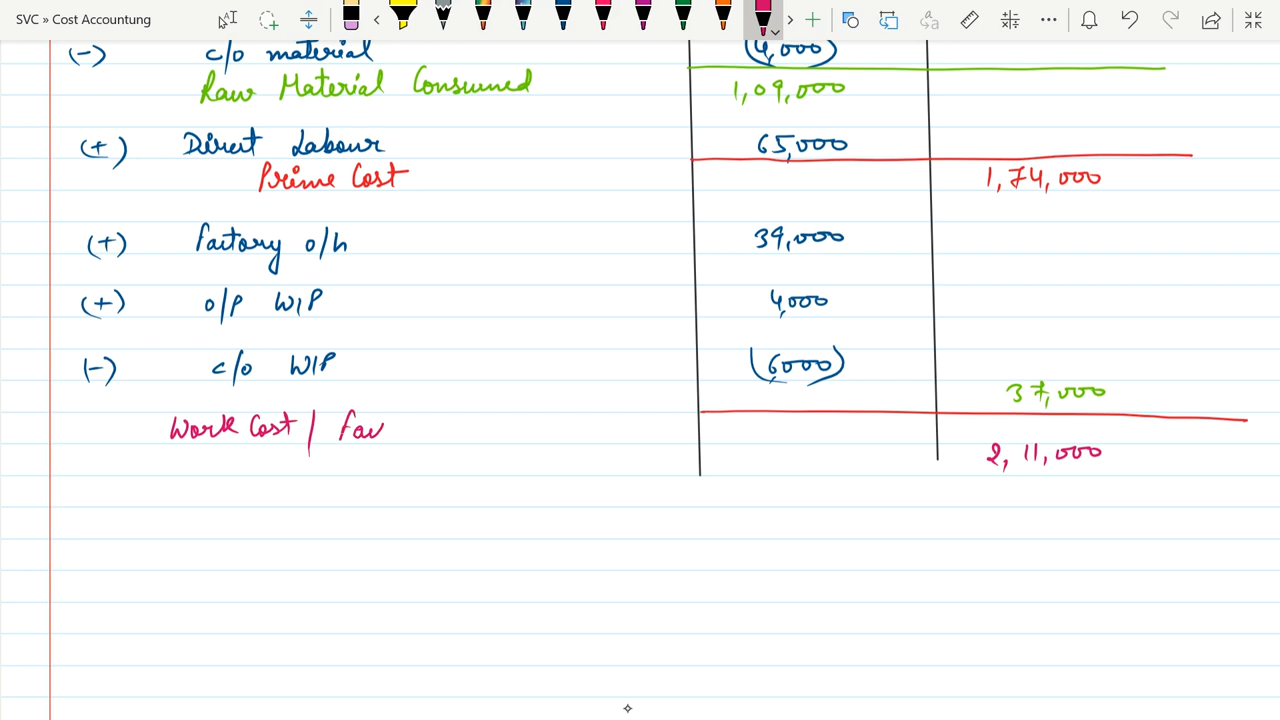 SVC » Cost Accountung
(-) c/o material (4,000)
Raw Material Consumed 1,09,000
(+) Direct Labour 65,000
Prime Cost 1,74,000
(+) factory o/h 39,000
(+) o/p WIP 4,000
(-) c/o WIP (6000)
37,000
Work Cost / Fac
2,11,000